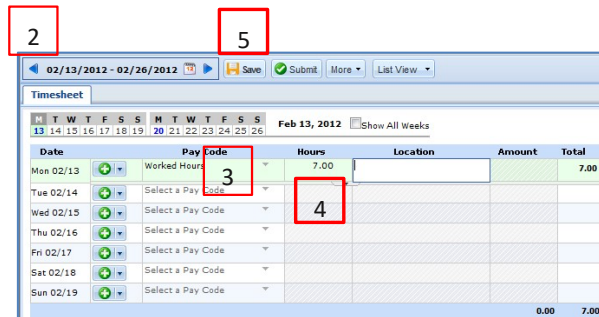 2 5
02/13/2012 - 02/26/2012 Save Submit More List View
Timesheet
M T W T F S S M T W T F S S
13 14 15 16 17 18 19 20 21 22 23 24 25 26 Feb 13, 2012 Show All Weeks
Date Pay Code Hours Location Amount Total
Mon 02/13 Worked Hours 3 7.00 7.00
Tue 02/14 Select a Pay Code
4
Wed 02/15 Select a Pay Code
Thu 02/16 Select a Pay Code
Fri 02/17 Select a Pay Code
Sat 02/18 Select a Pay Code
Sun 02/19 Select a Pay Code
0.00 7.00